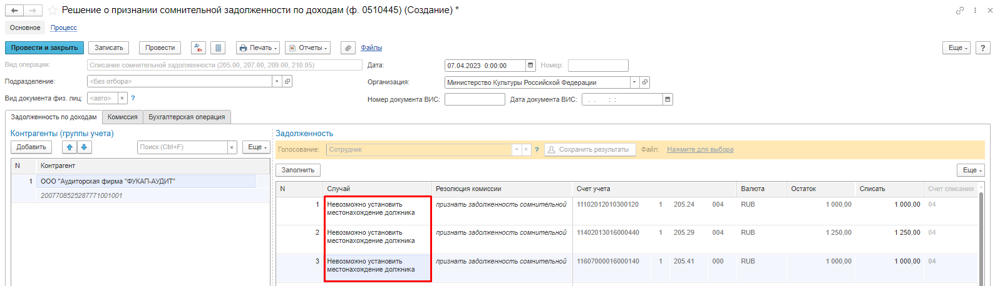 Решение о признании сомнительной задолженности по доходам (ф. 0510445) (Создание) *
Основное Процесс
Провести и закрыть Записать Провести Дт Кт Печать Отчеты Файлы Еще ?
Вид операции: Списание сомнительной задолженности (205.00, 207.00, 209.00, 210.05) Дата: 07.04.2023 0:00:00 Номер:
Подразделение: <Без отбора> Организация: Министерство Культуры Российской Федерации
Вид документа физ. лиц: <авто> × ? Номер документа ВИС: Дата документа ВИС: . . : :
Задолженность по доходам Комиссия Бухгалтерская операция
Контрагенты (группы учета) Задолженность
Добавить Поиск (Ctrl+F) × Еще Голосование: Сотрудник × ? Сохранить результаты Файл: Нажмите для выбора
Заполнить Еще
N Контрагент
1 ООО "Аудиторская фирма "ФУКАП-АУДИТ"
2007708525287771001001
N Случай Резолюция комиссии Счет учета Валюта Остаток Списать Счет списания
1 Невозможно установить признать задолженность сомнительной 11102012010300120 1 205.24 004 RUB 1 000,00 1 000,00 04
местонахождение должника
2 Невозможно установить признать задолженность сомнительной 11402013016000440 1 205.29 004 RUB 1 250,00 1 250,00 04
местонахождение должника
3 Невозможно установить признать задолженность сомнительной 11607000016000140 1 205.41 000 RUB 1 000,00 1 000,00 04
местонахождение должника